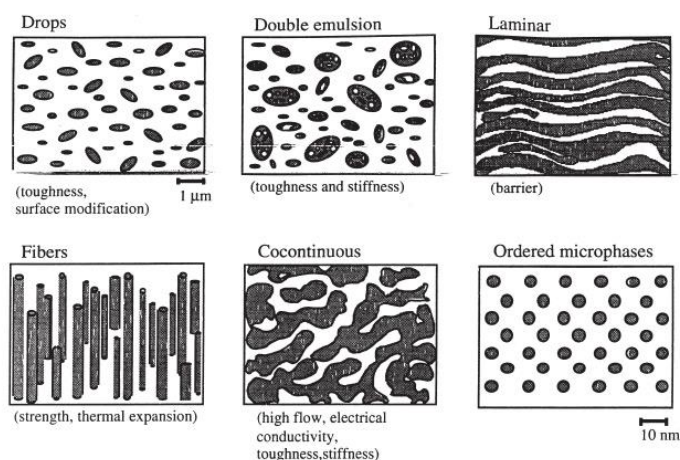 Drops
Double emulsion
Laminar
(toughness,
surface modification)
1 μm
(toughness and stiffness)
(barrier)
Fibers
Cocontinuous
Ordered microphases
(strength, thermal expansion)
(high flow, electrical
conductivity,
toughness,stiffness)
10 nm